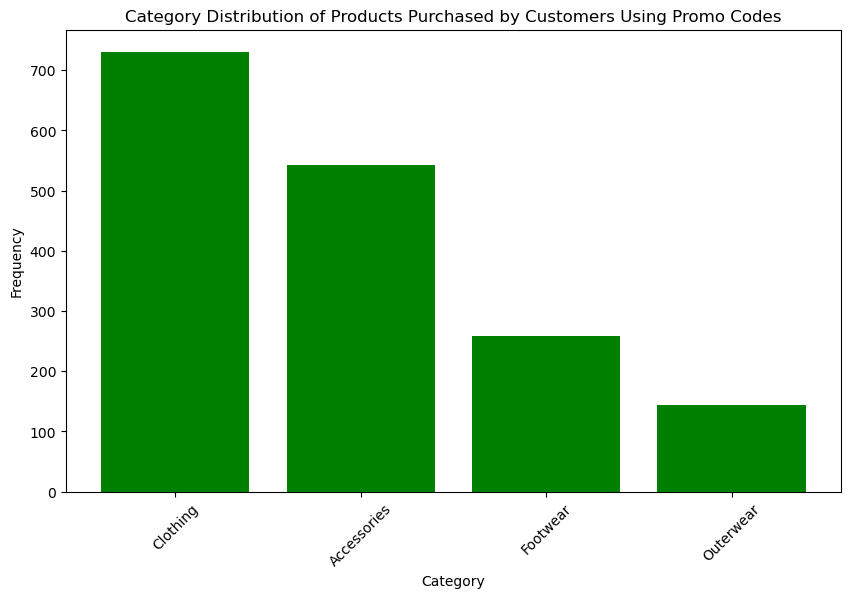 Category Distribution of Products Purchased by Customers Using Promo Codes
700
600
500
400
300
200
100
0
Frequency
Clothing
Accessories
Footwear
Outerwear
Category